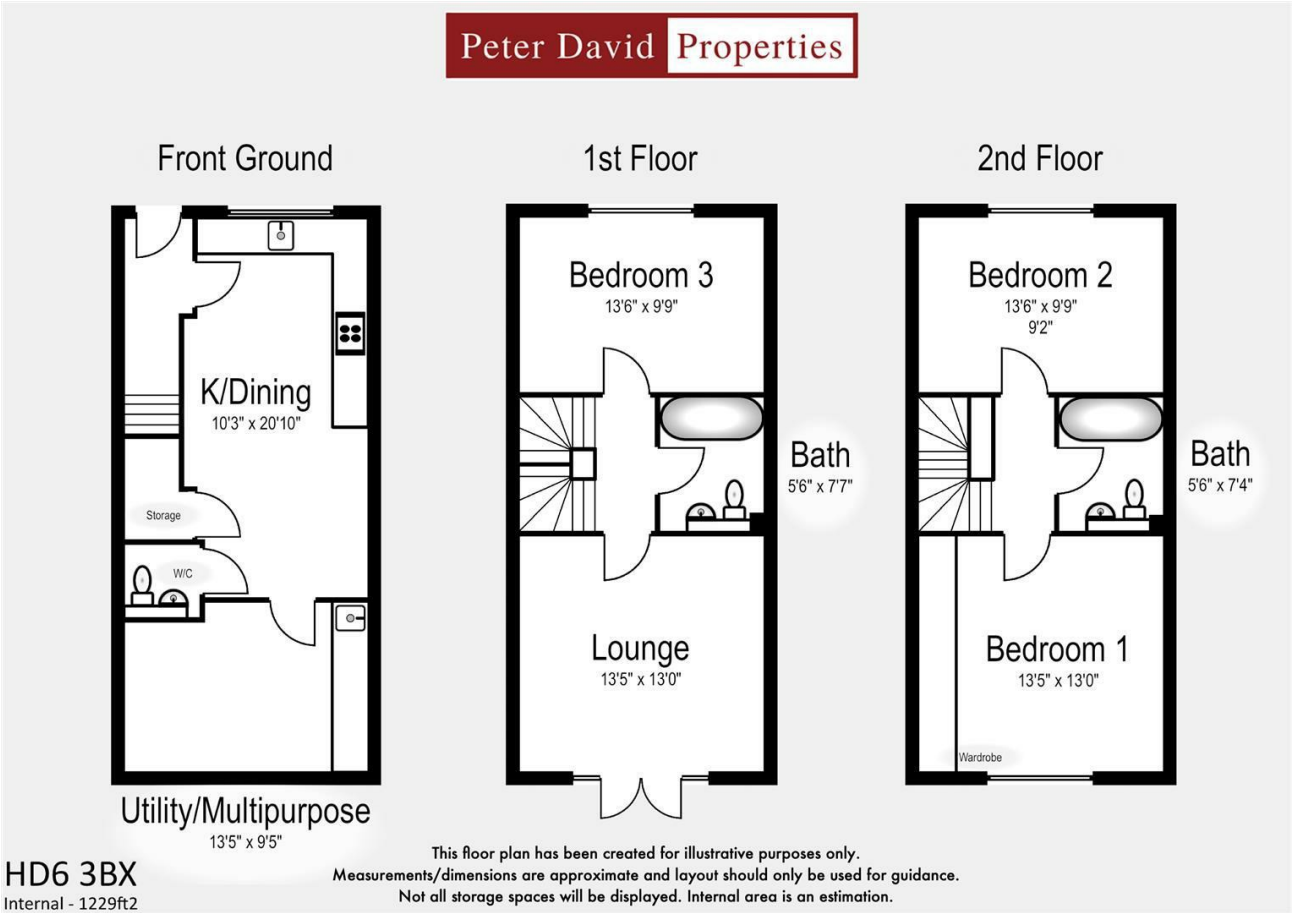 Peter David Properties
Front Ground
1st Floor
2nd Floor
K/Dining
10'3" x 20'10"
Storage
W/C
Utility/Multipurpose
13'5" x 9'5"
Bedroom 3
13'6" x 9'9"
Bath
5'6" x 7'7"
Lounge
13'5" x 13'0"
Bedroom 2
13'6" x 9'9"
9'2"
Bath
5'6" x 7'4"
Bedroom 1
13'5" x 13'0"
Wardrobe
HD6 3BX
Internal - 1229ft2
This floor plan has been created for illustrative purposes only.
Measurements/dimensions are approximate and layout should only be used for guidance.
Not all storage spaces will be displayed. Internal area is an estimation.